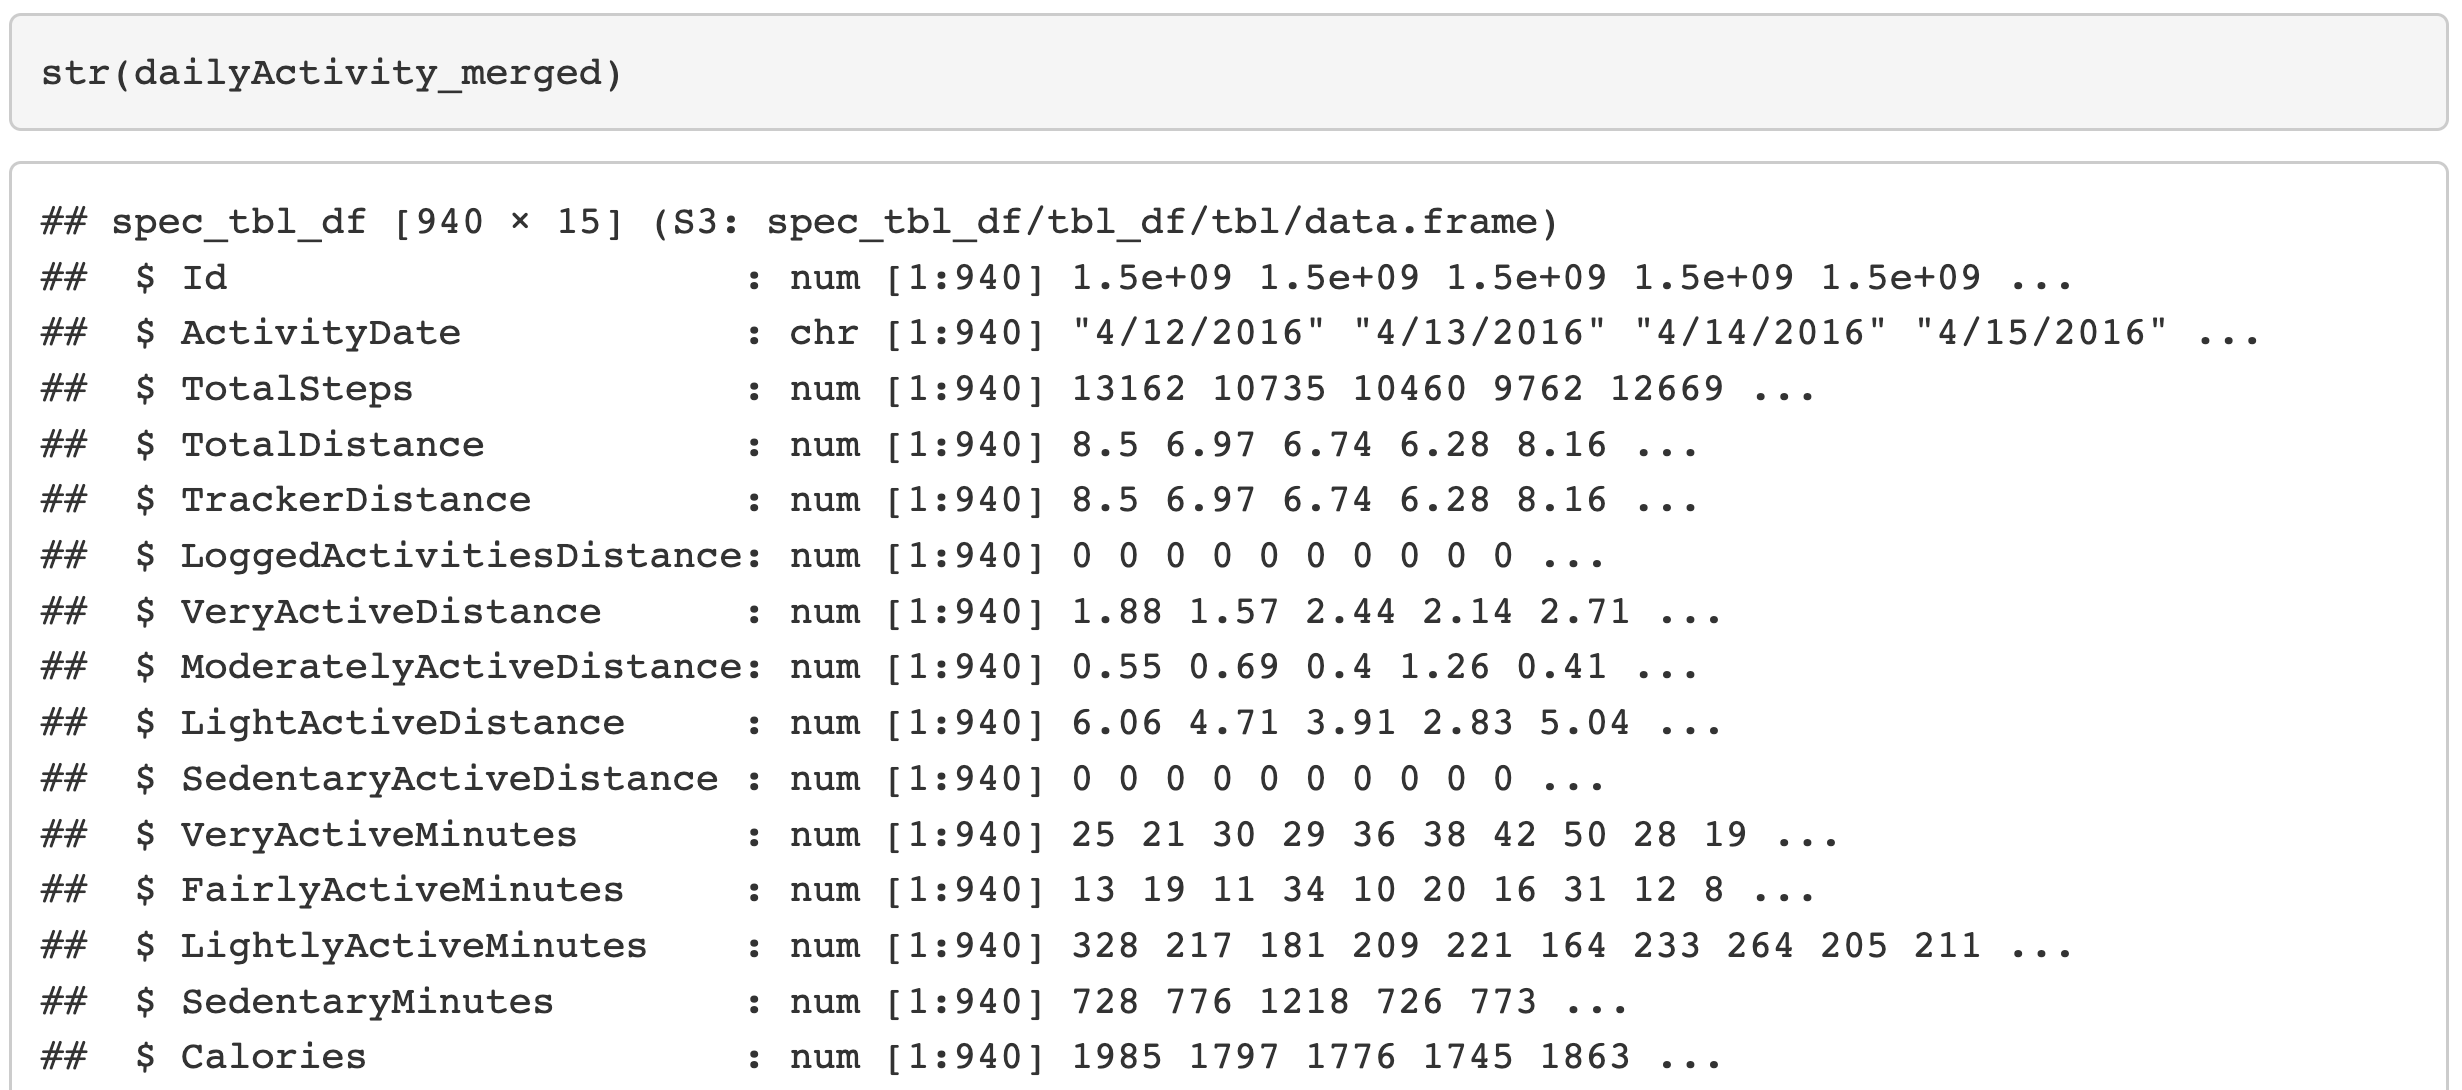 str(dailyActivity_merged)
## spec_tbl_df [940 × 15] (S3: spec_tbl_df/tbl_df/tbl/data.frame)
##  $ Id                      : num [1:940] 1.5e+09 1.5e+09 1.5e+09 1.5e+09 1.5e+09 ...
##  $ ActivityDate            : chr [1:940] "4/12/2016" "4/13/2016" "4/14/2016" "4/15/2016" ...
##  $ TotalSteps              : num [1:940] 13162 10735 10460 9762 12669 ...
##  $ TotalDistance           : num [1:940] 8.5 6.97 6.74 6.28 8.16 ...
##  $ TrackerDistance         : num [1:940] 8.5 6.97 6.74 6.28 8.16 ...
##  $ LoggedActivitiesDistance: num [1:940] 0 0 0 0 0 0 0 0 0 0 ...
##  $ VeryActiveDistance      : num [1:940] 1.88 1.57 2.44 2.14 2.71 ...
##  $ ModeratelyActiveDistance: num [1:940] 0.55 0.69 0.4 1.26 0.41 ...
##  $ LightActiveDistance     : num [1:940] 6.06 4.71 3.91 2.83 5.04 ...
##  $ SedentaryActiveDistance : num [1:940] 0 0 0 0 0 0 0 0 0 0 ...
##  $ VeryActiveMinutes       : num [1:940] 25 21 30 29 36 38 42 50 28 19 ...
##  $ FairlyActiveMinutes     : num [1:940] 13 19 11 34 10 20 16 31 12 8 ...
##  $ LightlyActiveMinutes    : num [1:940] 328 217 181 209 221 164 233 264 205 211 ...
##  $ SedentaryMinutes        : num [1:940] 728 776 1218 726 773 ...
##  $ Calories                : num [1:940] 1985 1797 1776 1745 1863 ...